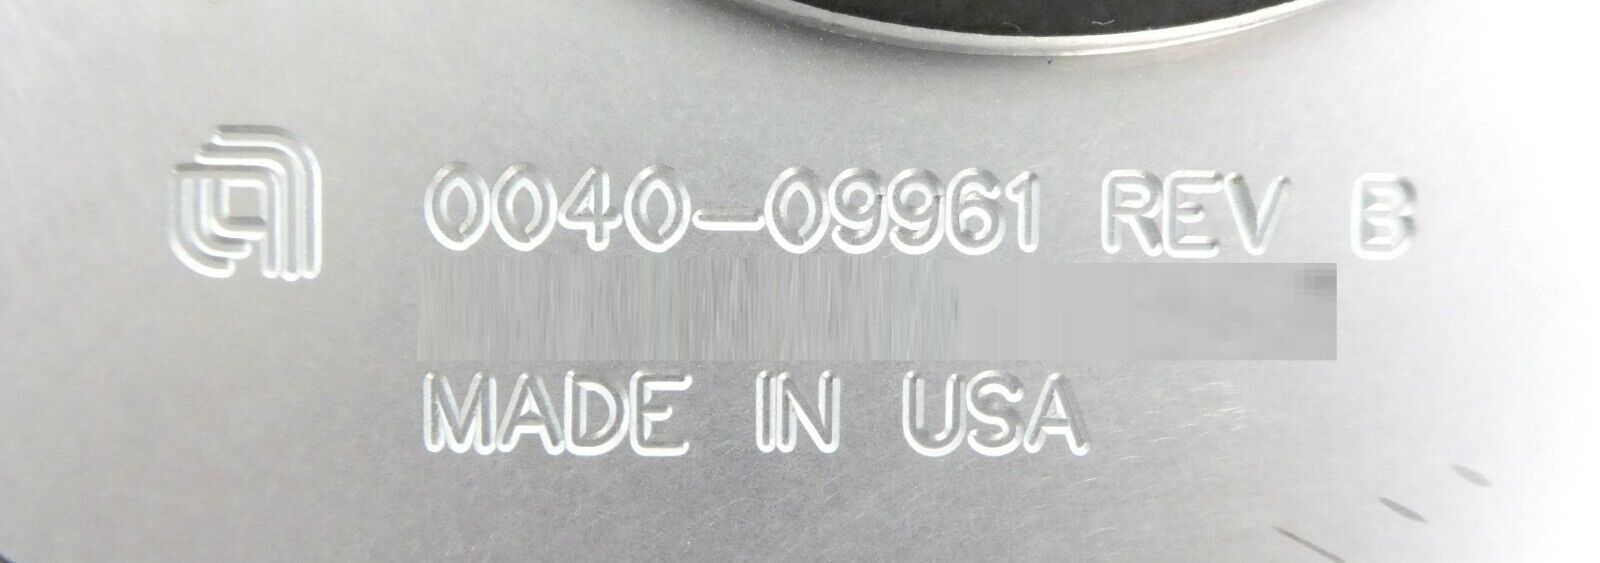 0040-09961 REV B
MADE IN USA